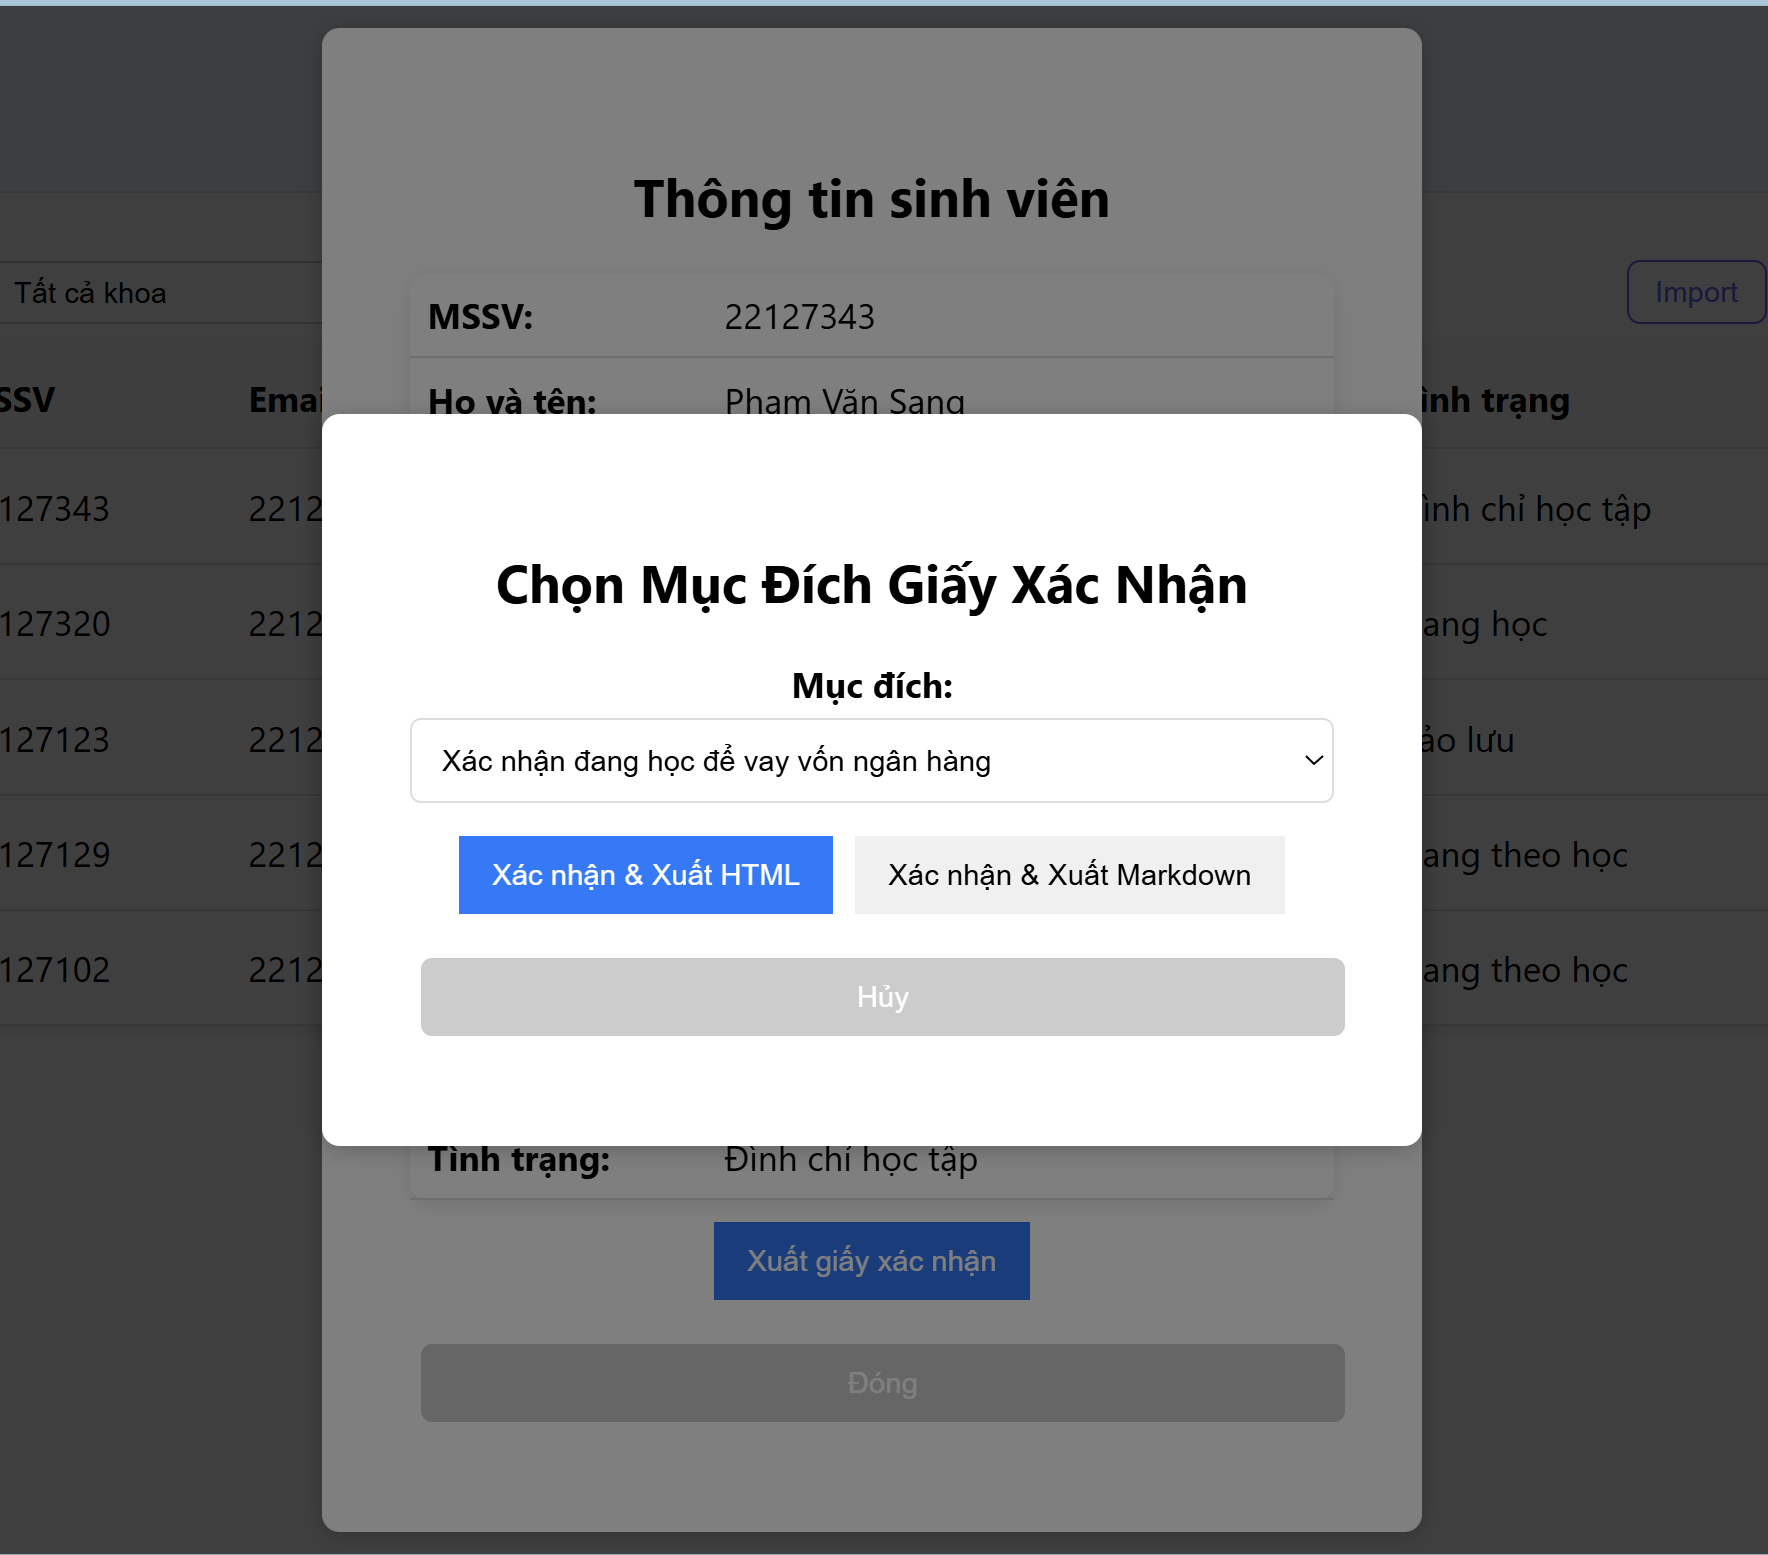 Thông tin sinh viên
Tất cả khoa
Import
MSSV: 22127343
SSV Emai ình trạng
Họ và tên: Phạm Văn Sang
127343 2212 ình chỉ học tập
Chọn Mục Đích Giấy Xác Nhận
127320 2212 ang học
Mục đích:
127123 2212 ảo lưu
Xác nhận đang học để vay vốn ngân hàng
127129 2212 ang theo học
Xác nhận & Xuất HTML Xác nhận & Xuất Markdown
127102 2212 ang theo học
Hủy
Tình trạng: Đình chỉ học tập
Xuất giấy xác nhận
Đóng